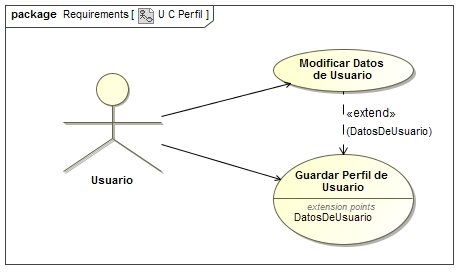 package Requirements [ U C Perfil ]
Modificar Datos
de Usuario
«extend»
(DatosDeUsuario)
Usuario
Guardar Perfil de
Usuario
extension points
DatosDeUsuario